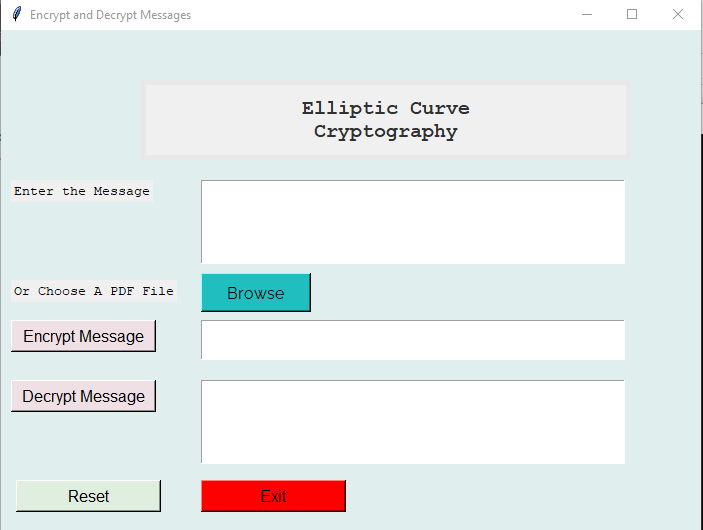 Encrypt and Decrypt Messages
Elliptic Curve
Cryptography
Enter the Message
Or Choose A PDF File
Browse
Encrypt Message
Decrypt Message
Reset
Exit